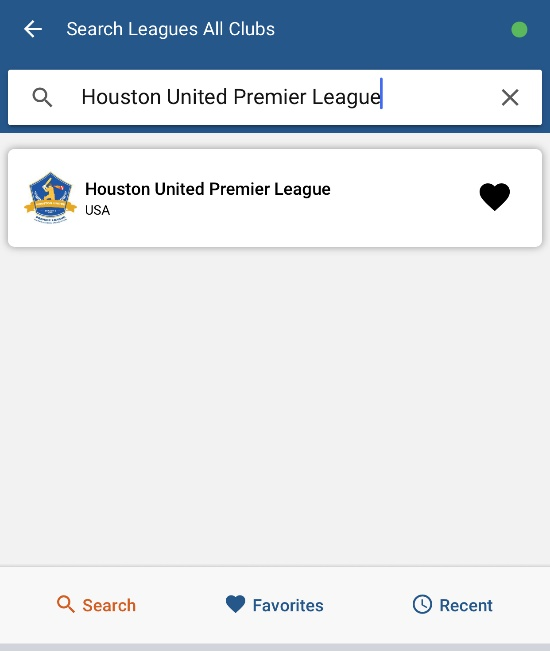 Search Leagues All Clubs
Houston United Premier League
Houston United Premier League
USA
Search
Favorites
Recent